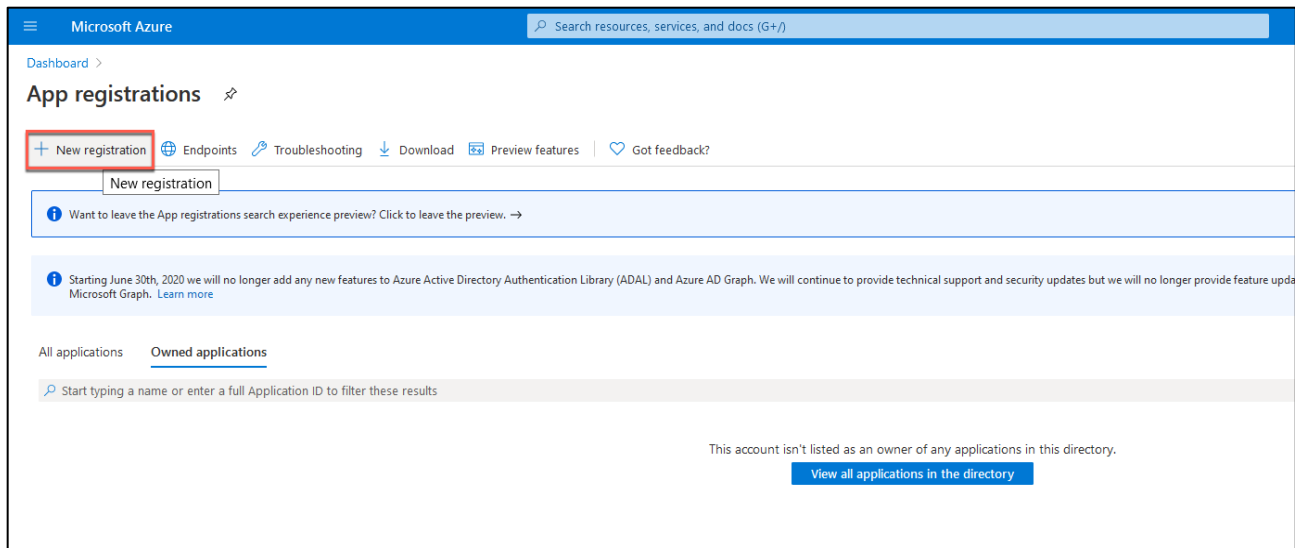 Microsoft Azure
Search resources, services, and docs (G+/)
Dashboard >
App registrations
New registration
Endpoints
Troubleshooting
Download
Preview features
Got feedback?
New registration
Want to leave the App registrations search experience preview? Click to leave the preview. →
Starting June 30th, 2020 we will no longer add any new features to Azure Active Directory Authentication Library (ADAL) and Azure AD Graph. We will continue to provide technical support and security updates but we will no longer provide feature upda
Microsoft Graph. Learn more
All applications
Owned applications
Start typing a name or enter a full Application ID to filter these results
This account isn't listed as an owner of any applications in this directory.
View all applications in the directory